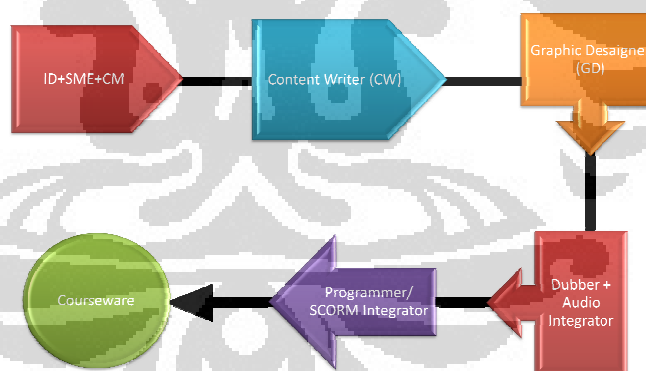 ID+SME+CM
Content Writer (CW)
Graphic Desaigne
(GD)
Dubber +
Audio
Integrator
Programmer/
SCORM Integrator
Courseware